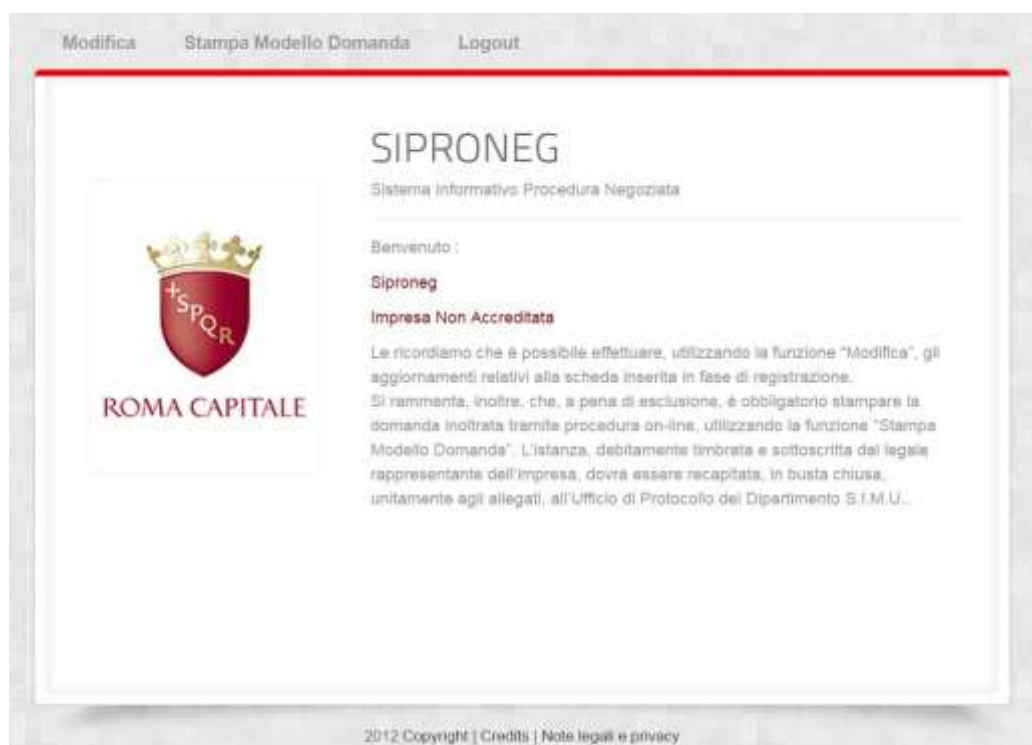 Modifica Stampa Modello Domanda Logout
SIPRONEG
Sistema Informativo Procedura Negoziata
Benvenuto :
Siproneg
Impresa Non Accreditata
Le ricordiamo che è possibile effettuare, utilizzando la funzione "Modifica", gli
aggiornamenti relativi alla scheda inserita in fase di registrazione.
Si rammenta, inoltre, che, a pena di esclusione, è obbligatorio stampare la
domanda inoltrata tramite procedura on-line, utilizzando la funzione "Stampa
Modello Domanda". L'istanza, debitamente timbrata e sottoscritta dal legale
rappresentante dell'impresa, dovrà essere recapitata, in busta chiusa,
unitamente agli allegati, all'Ufficio di Protocollo del Dipartimento S.I.M.U..
SPQR
ROMA CAPITALE
2012 Copyright | Credits | Note legali e privacy